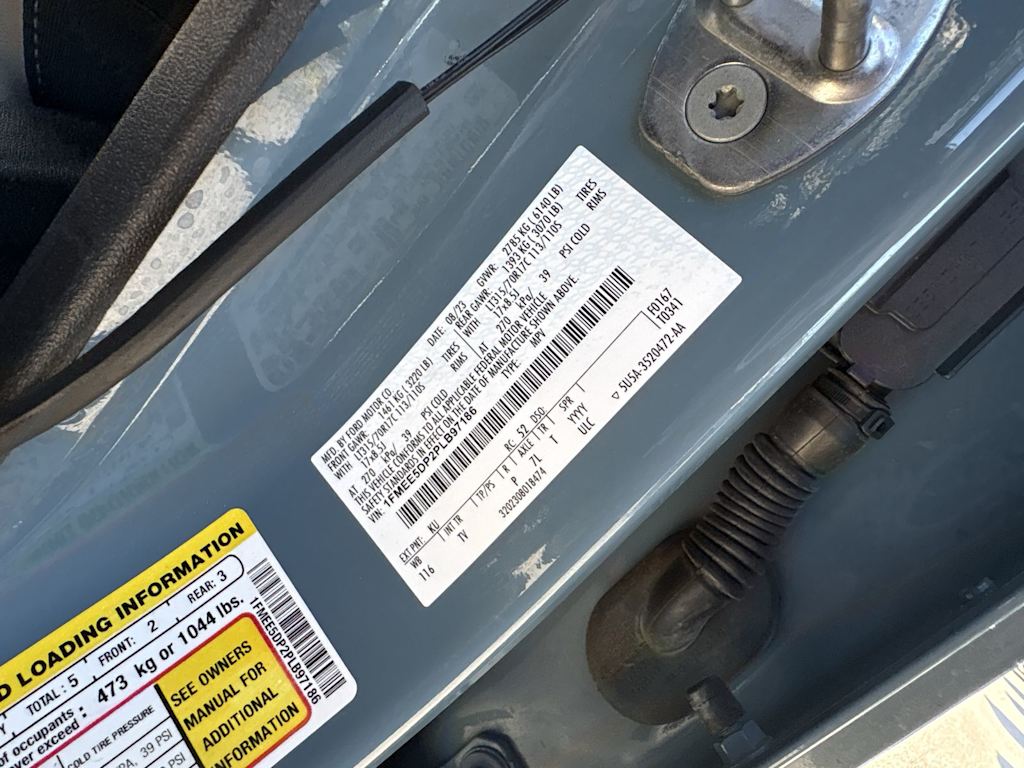 MFD BY FORD MOTOR CO.
DATE: 08/23 GVWR: 2785 KG (6140 LB)
FRONT GAWR: 1461 KG (3220 LB) REAR GAWR: 1393 KG (3070 LB)
WITH LT315/70R17C 113/110S TIRES WITH LT315/70R17C 113/110S TIRES
17x8.5J RIMS 17x8.5J RIMS
AT 270 kPa/ 39 PSI COLD AT 270 kPa/ 39 PSI COLD
THIS VEHICLE CONFORMS TO ALL APPLICABLE FEDERAL MOTOR VEHICLE
SAFETY STANDARDS IN EFFECT ON THE DATE OF MANUFACTURE SHOWN ABOVE.
VIN: 1FMEE5DP2PLB97186 TYPE: MPV
F0167
EXT PNT: KU RC: 52 DSO: T0341
WB INT TR TP/PS R AXLE TR SPR
116 TV P 7L T YYYY
320230801847A ULC
5U5A-3520472-AA
D LOADING INFORMATION
TOTAL: 5 FRONT: 2 REAR: 3
of occupants
ver exceed: 473 kg or 1044 lbs.
COLD TIRE PRESSURE
39 PSI
PSI
SEE OWNERS
MANUAL FOR
ADDITIONAL
INFORMATION
1FMEE5DP2PLB97186